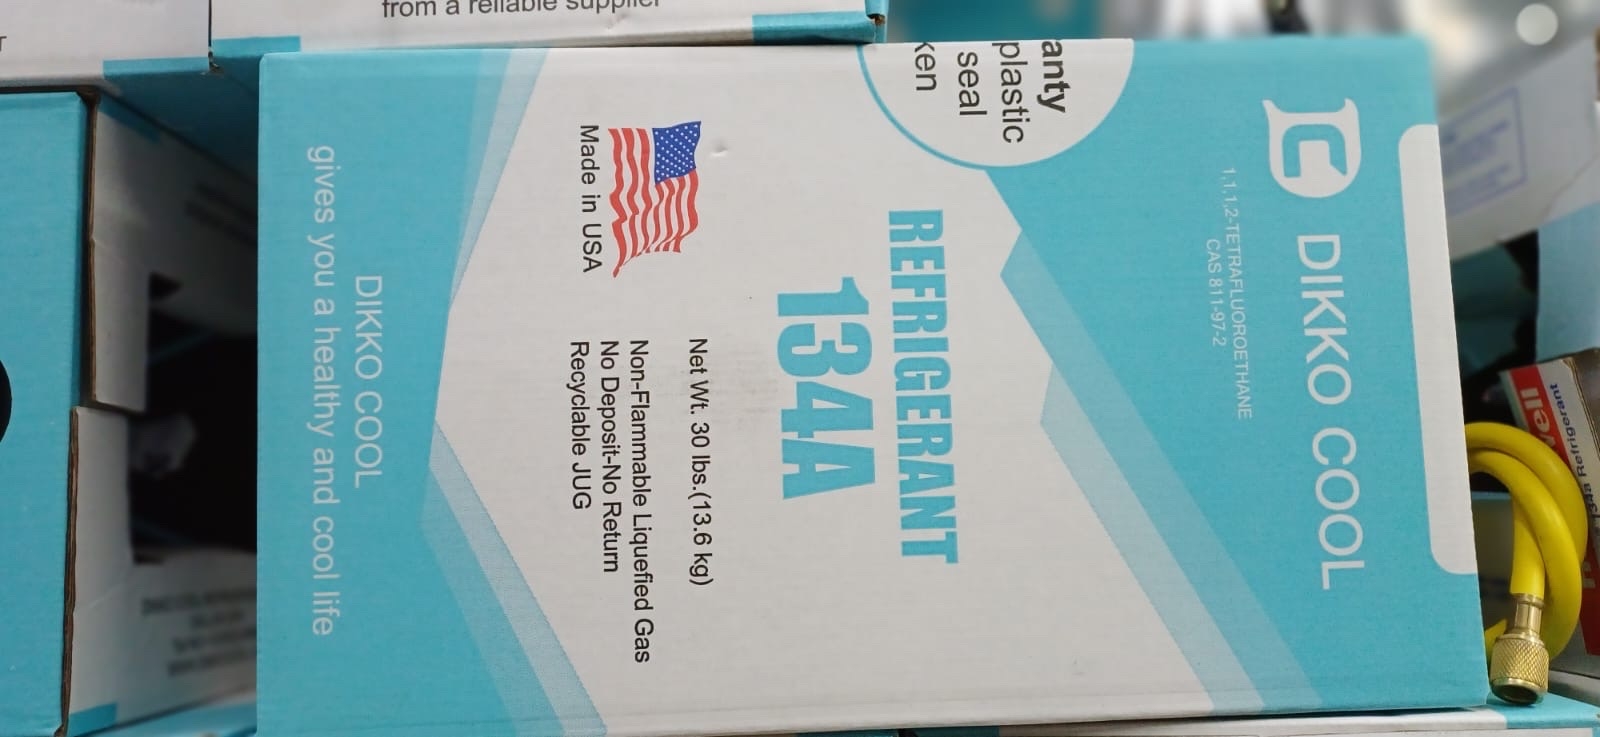 from a reliable supplier
anty
plastic
seal
ken
DIKKO COOL
1,1,1,2-TETRAFLUOROETHANE
CAS 811-97-2
REFRIGERANT
134A
Made in USA
Net Wt. 30 lbs.(13.6 kg)
Non-Flammable Liquefied Gas
No Deposit-No Return
Recyclable JUG
DIKKO COOL
gives you a healthy and cool life
Refrigerant